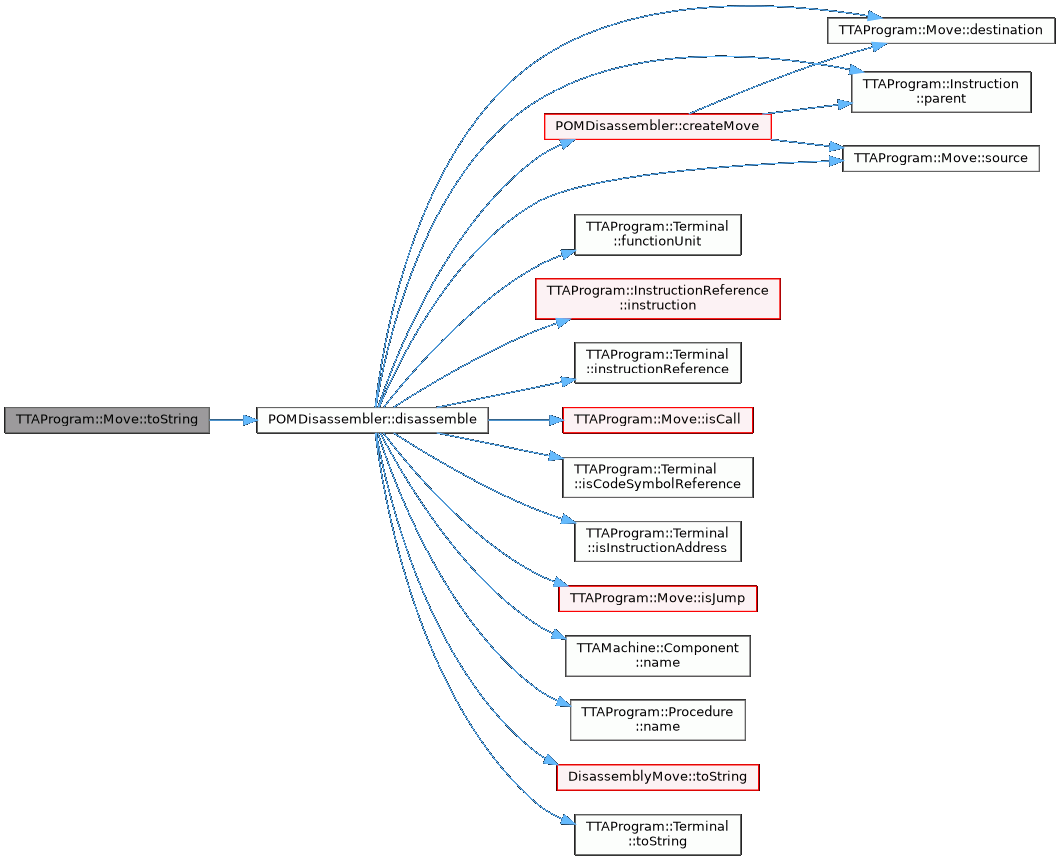 TTAProgram::Move::destination
TTAProgram::Instruction
::parent
POMDisassembler::createMove
TTAProgram::Move::source
TTAProgram::Terminal
::functionUnit
TTAProgram::InstructionReference
::instruction
TTAProgram::Terminal
::instructionReference
TTAProgram::Move::toString
POMDisassembler::disassemble
TTAProgram::Move::isCall
TTAProgram::Terminal
::isCodeSymbolReference
TTAProgram::Terminal
::isInstructionAddress
TTAProgram::Move::isJump
TTAMachine::Component
::name
TTAProgram::Procedure
::name
DisassemblyMove::toString
TTAProgram::Terminal
::toString